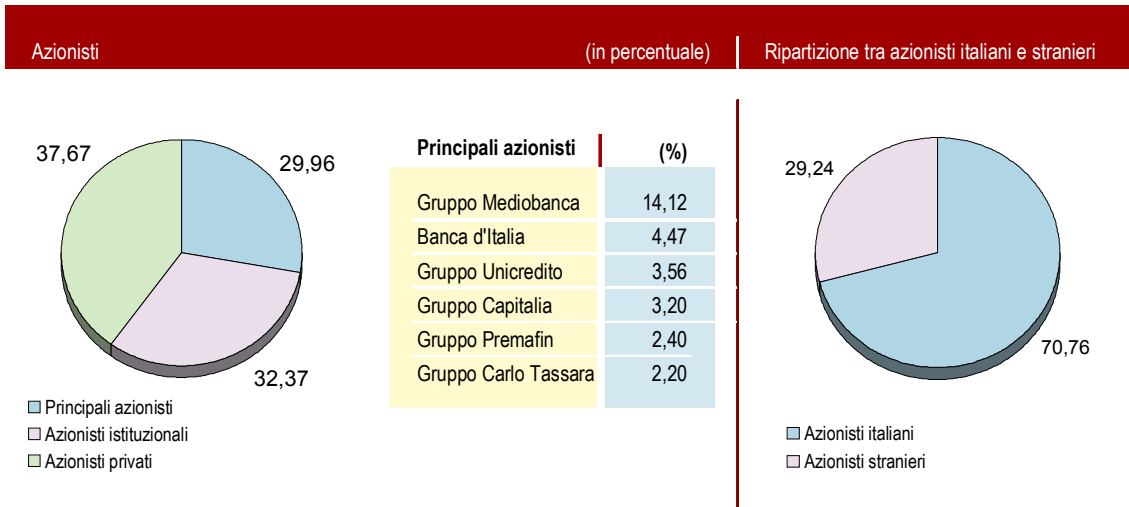 Azionisti (in percentuale)
Ripartizione tra azionisti italiani e stranieri
37,67
29,96
32,37
Principali azionisti
Azionisti istituzionali
Azionisti privati
Principali azionisti (%)
Gruppo Mediobanca 14,12
Banca d'Italia 4,47
Gruppo Unicredito 3,56
Gruppo Capitalia 3,20
Gruppo Premafin 2,40
Gruppo Carlo Tassara 2,20
29,24
70,76
Azionisti italiani
Azionisti stranieri